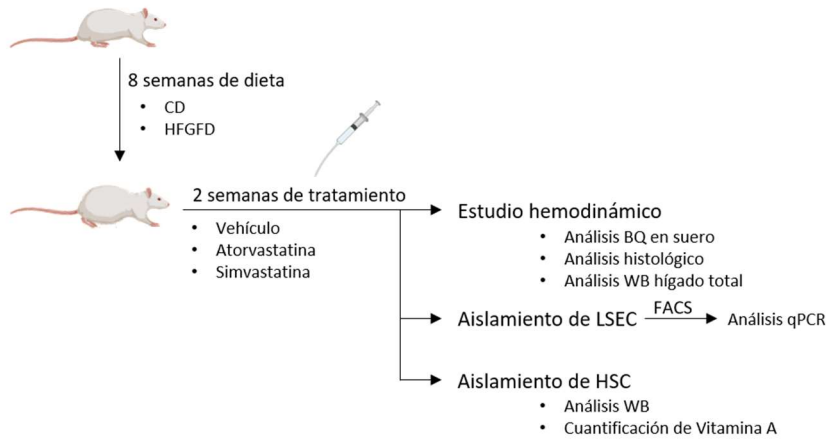 8 semanas de dieta
• CD
• HFGFD
2 semanas de tratamiento
• Vehículo
• Atorvastatina
• Simvastatina
Estudio hemodinámico
• Análisis BQ en suero
• Análisis histológico
• Análisis WB hígado total
Aislamiento de LSEC FACS Análisis qPCR
Aislamiento de HSC
• Análisis WB
• Cuantificación de Vitamina A